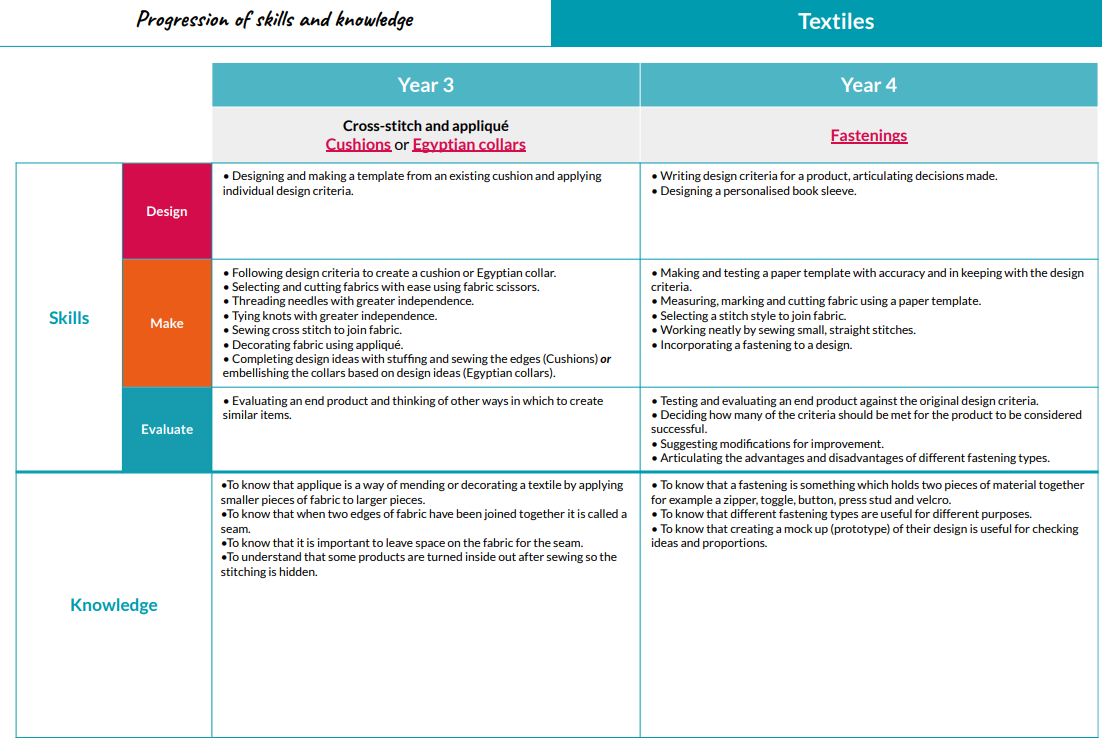 Progression of skills and knowledge
Textiles
Year 3
Year 4
Cross-stitch and appliqué
Cushions or Egyptian collars
Fastenings
Skills
Design
• Designing and making a template from an existing cushion and applying
individual design criteria.
• Writing design criteria for a product, articulating decisions made.
• Designing a personalised book sleeve.
Make
• Following design criteria to create a cushion or Egyptian collar.
• Selecting and cutting fabrics with ease using fabric scissors.
• Threading needles with greater independence.
• Tying knots with greater independence.
• Sewing cross stitch to join fabric.
• Decorating fabric using appliqué.
• Completing design ideas with stuffing and sewing the edges (Cushions) or
embellishing the collars based on design ideas (Egyptian collars).
• Making and testing a paper template with accuracy and in keeping with the design
criteria.
• Measuring, marking and cutting fabric using a paper template.
• Selecting a stitch style to join fabric.
• Working neatly by sewing small, straight stitches.
• Incorporating a fastening to a design.
Evaluate
• Evaluating an end product and thinking of other ways in which to create
similar items.
• Testing and evaluating an end product against the original design criteria.
• Deciding how many of the criteria should be met for the product to be considered
successful.
• Suggesting modifications for improvement.
• Articulating the advantages and disadvantages of different fastening types.
Knowledge
•To know that applique is a way of mending or decorating a textile by applying
smaller pieces of fabric to larger pieces.
•To know that when two edges of fabric have been joined together it is called a
seam.
•To know that it is important to leave space on the fabric for the seam.
•To understand that some products are turned inside out after sewing so the
stitching is hidden.
• To know that a fastening is something which holds two pieces of material together
for example a zipper, toggle, button, press stud and velcro.
• To know that different fastening types are useful for different purposes.
• To know that creating a mock up (prototype) of their design is useful for checking
ideas and proportions.